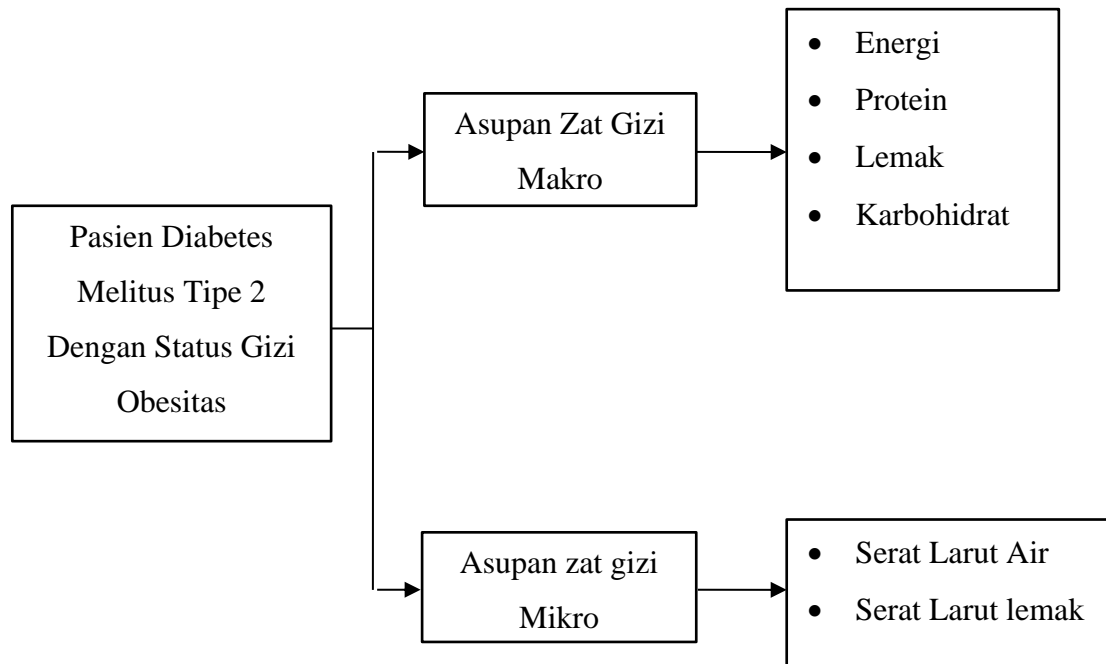 Pasien Diabetes
Melitus Tipe 2
Dengan Status Gizi
Obesitas
Asupan Zat Gizi
Makro
• Energi
• Protein
• Lemak
• Karbohidrat
Asupan zat gizi
Mikro
• Serat Larut Air
• Serat Larut lemak